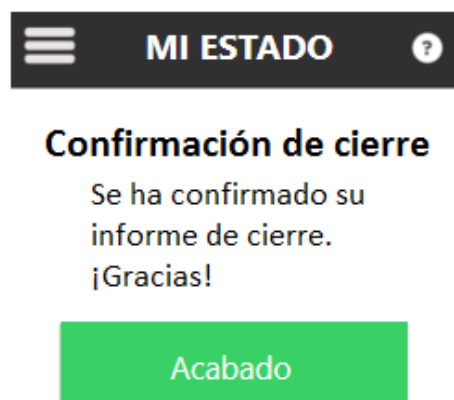 MI ESTADO ?
Confirmación de cierre
Se ha confirmado su
informe de cierre.
¡Gracias!
Acabado